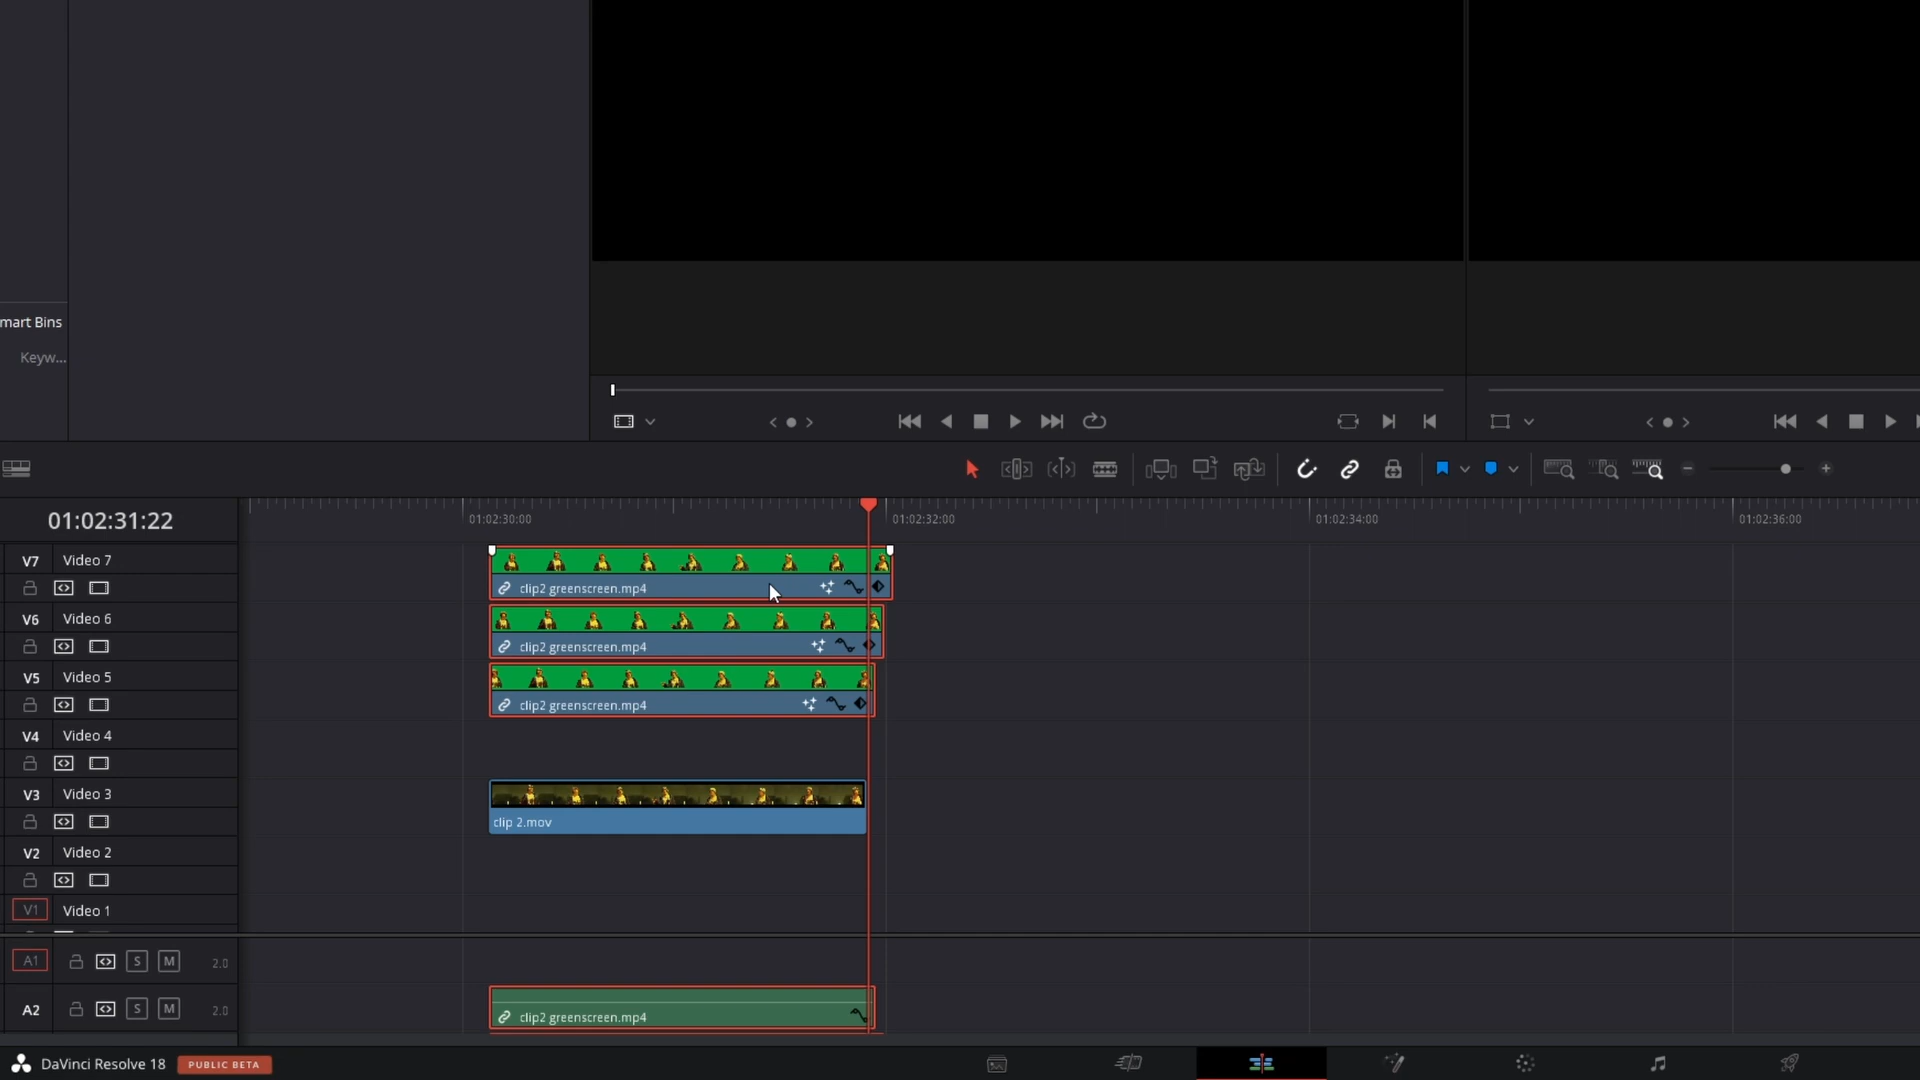 mart Bins
Keyw...
01:02:31:22
01:02:30:00
01:02:32:00
01:02:34:00
01:02:36:00
V7 Video 7
clip2 greenscreen.mp4
V6 Video 6
clip2 greenscreen.mp4
V5 Video 5
clip2 greenscreen.mp4
V4 Video 4
V3 Video 3
clip 2.mov
V2 Video 2
V1 Video 1
A1 S M 2.0
A2 S M 2.0
clip2 greenscreen.mp4
DaVinci Resolve 18 PUBLIC BETA